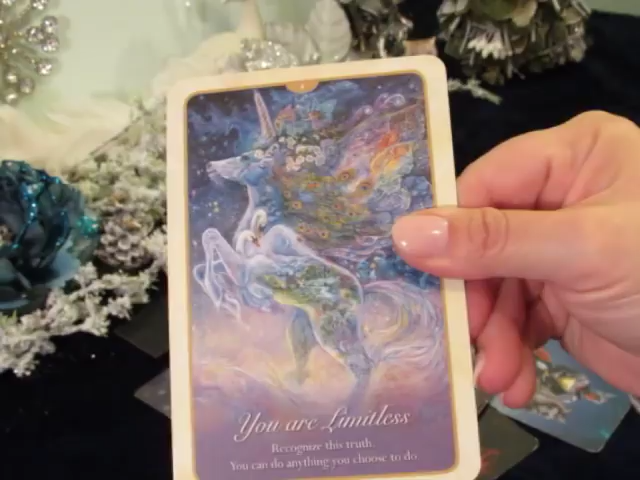 You are Limitless
Recognize this truth.
You can do anything you choose to do